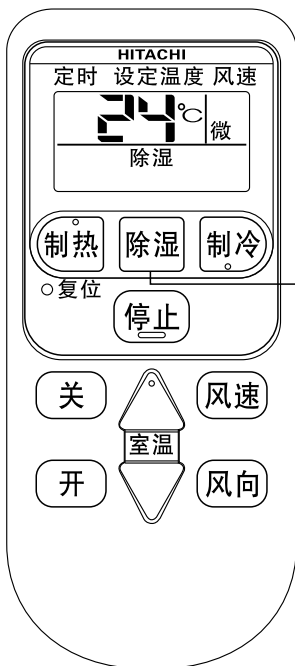 HITACHI
定时 设定温度 风速
24℃ 微
除湿
制热 除湿 制冷
复位
停止
关 风速
室温
开 风向